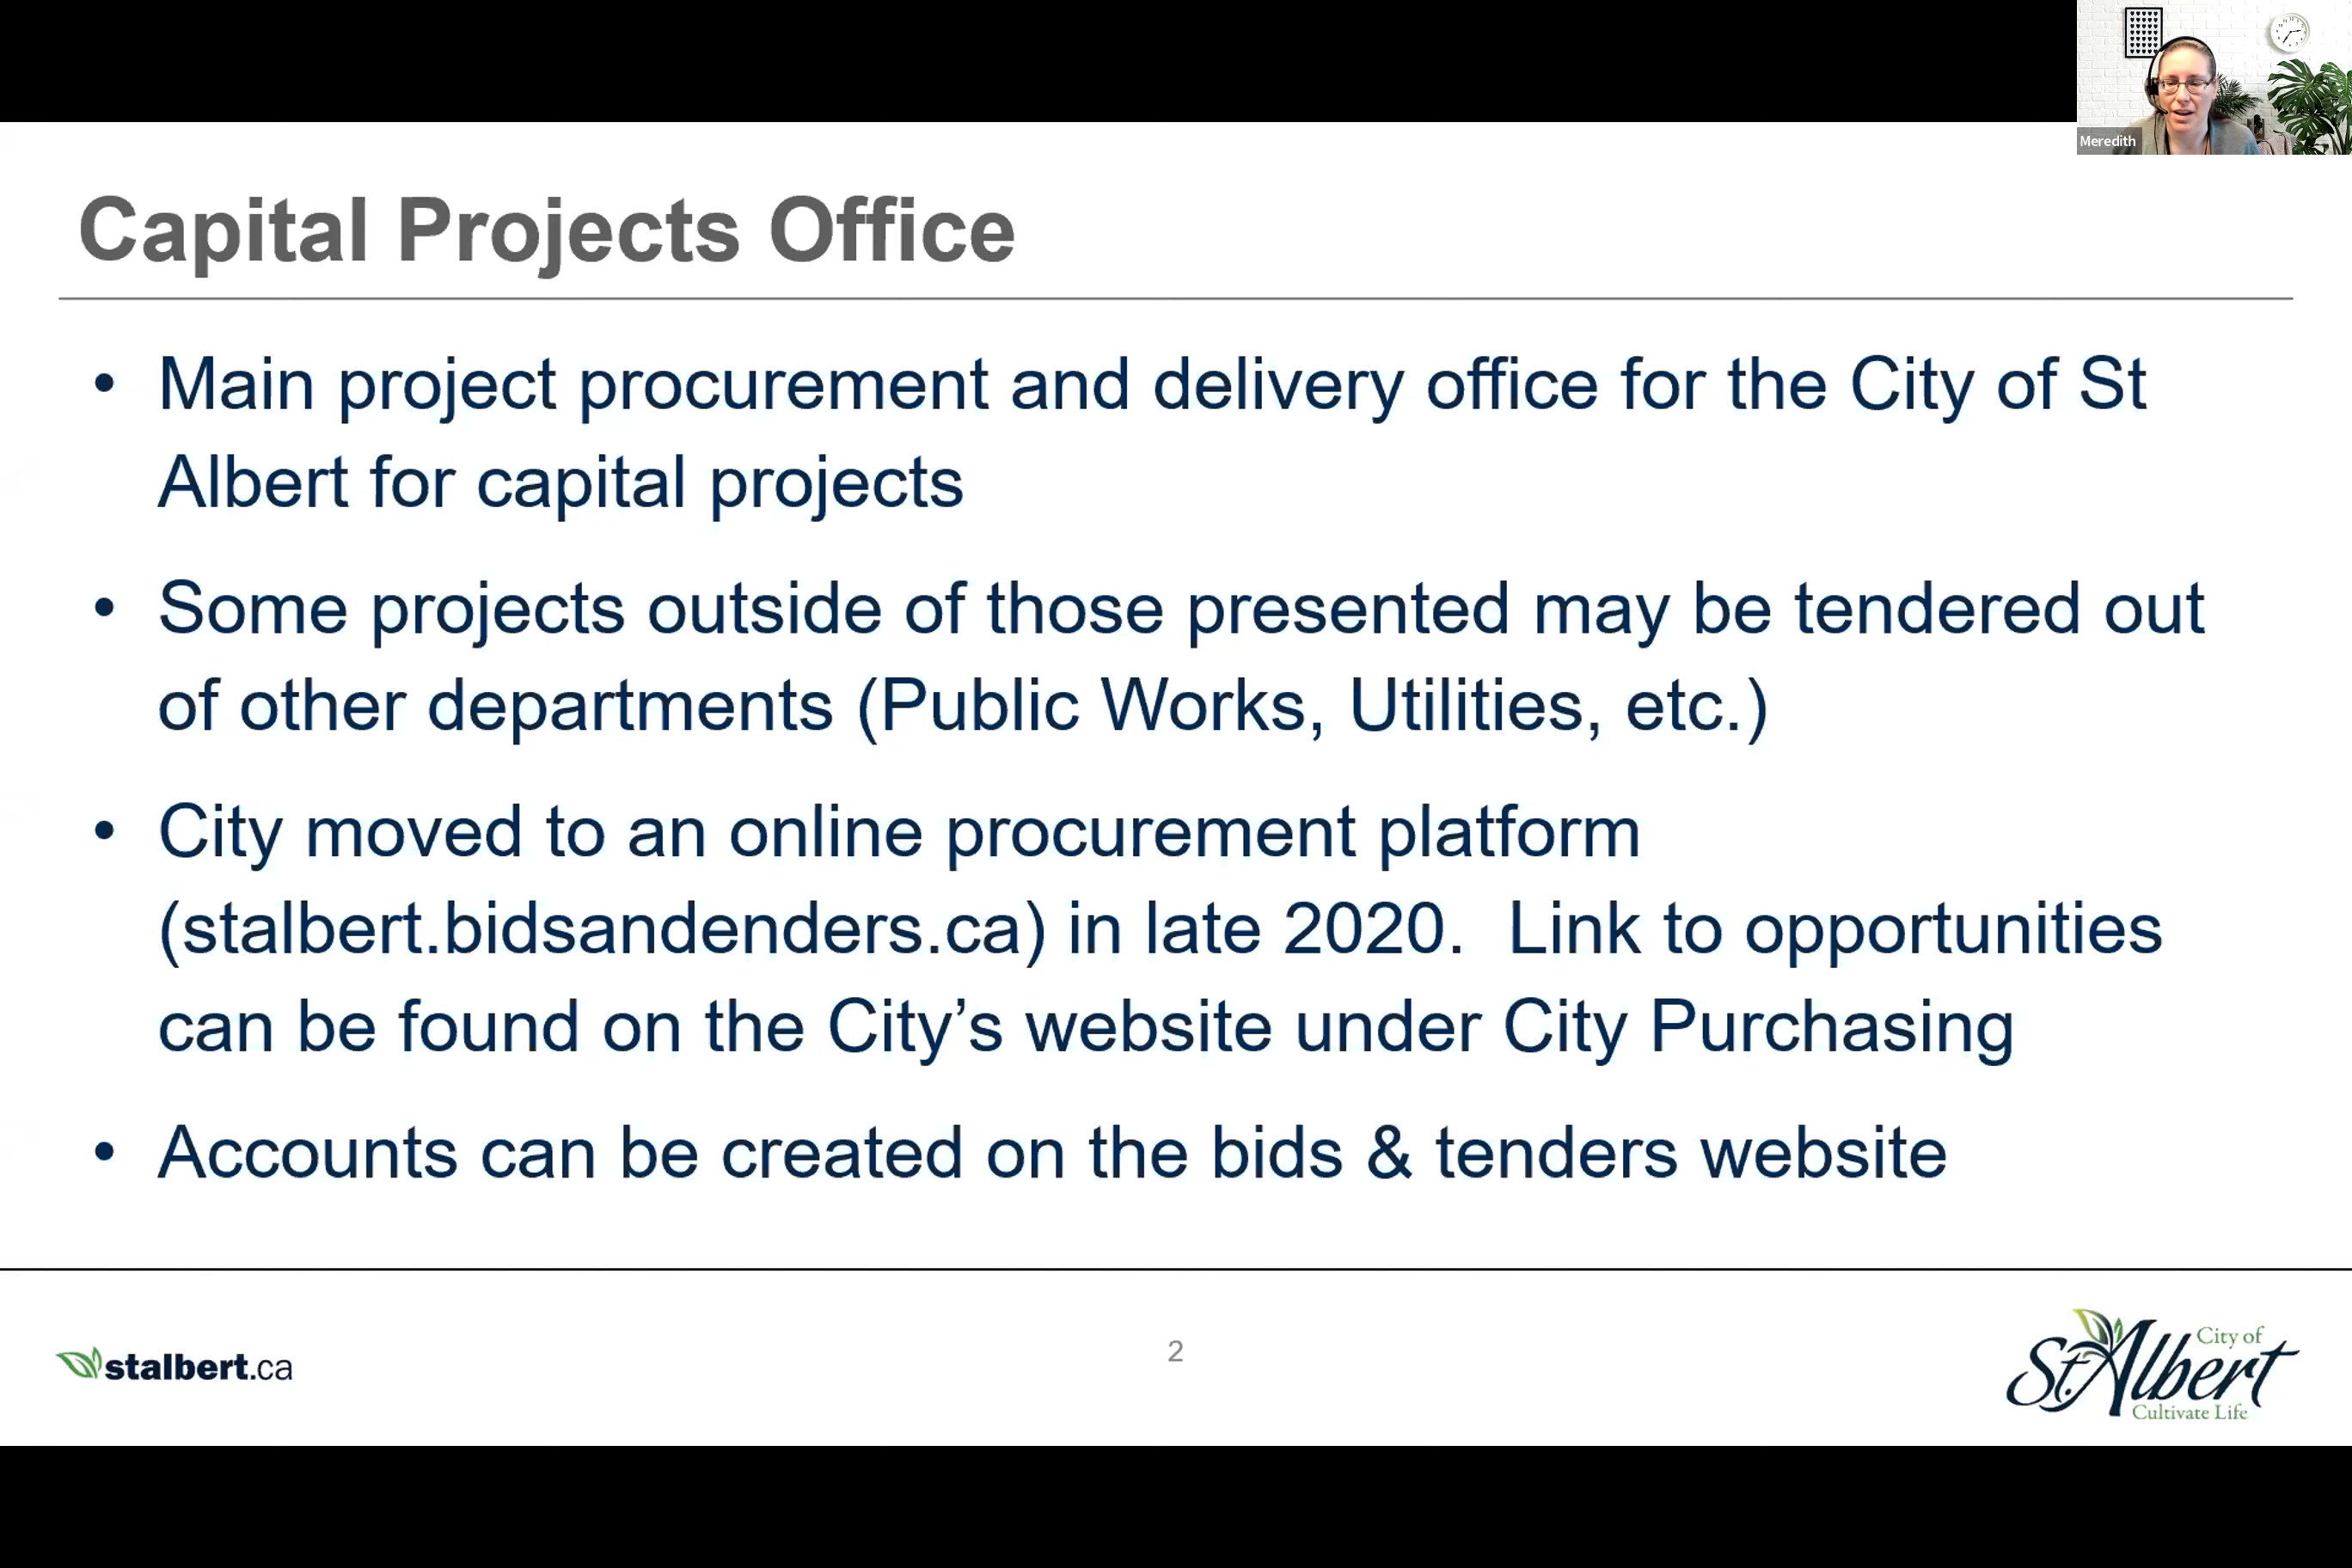 Meredith
Capital Projects Office
• Main project procurement and delivery office for the City of St
Albert for capital projects
• Some projects outside of those presented may be tendered out
of other departments (Public Works, Utilities, etc.)
• City moved to an online procurement platform
(stalbert.bidsandenders.ca) in late 2020.  Link to opportunities
can be found on the City’s website under City Purchasing
• Accounts can be created on the bids & tenders website
stalbert.ca
2
City of
St. Albert
Cultivate Life